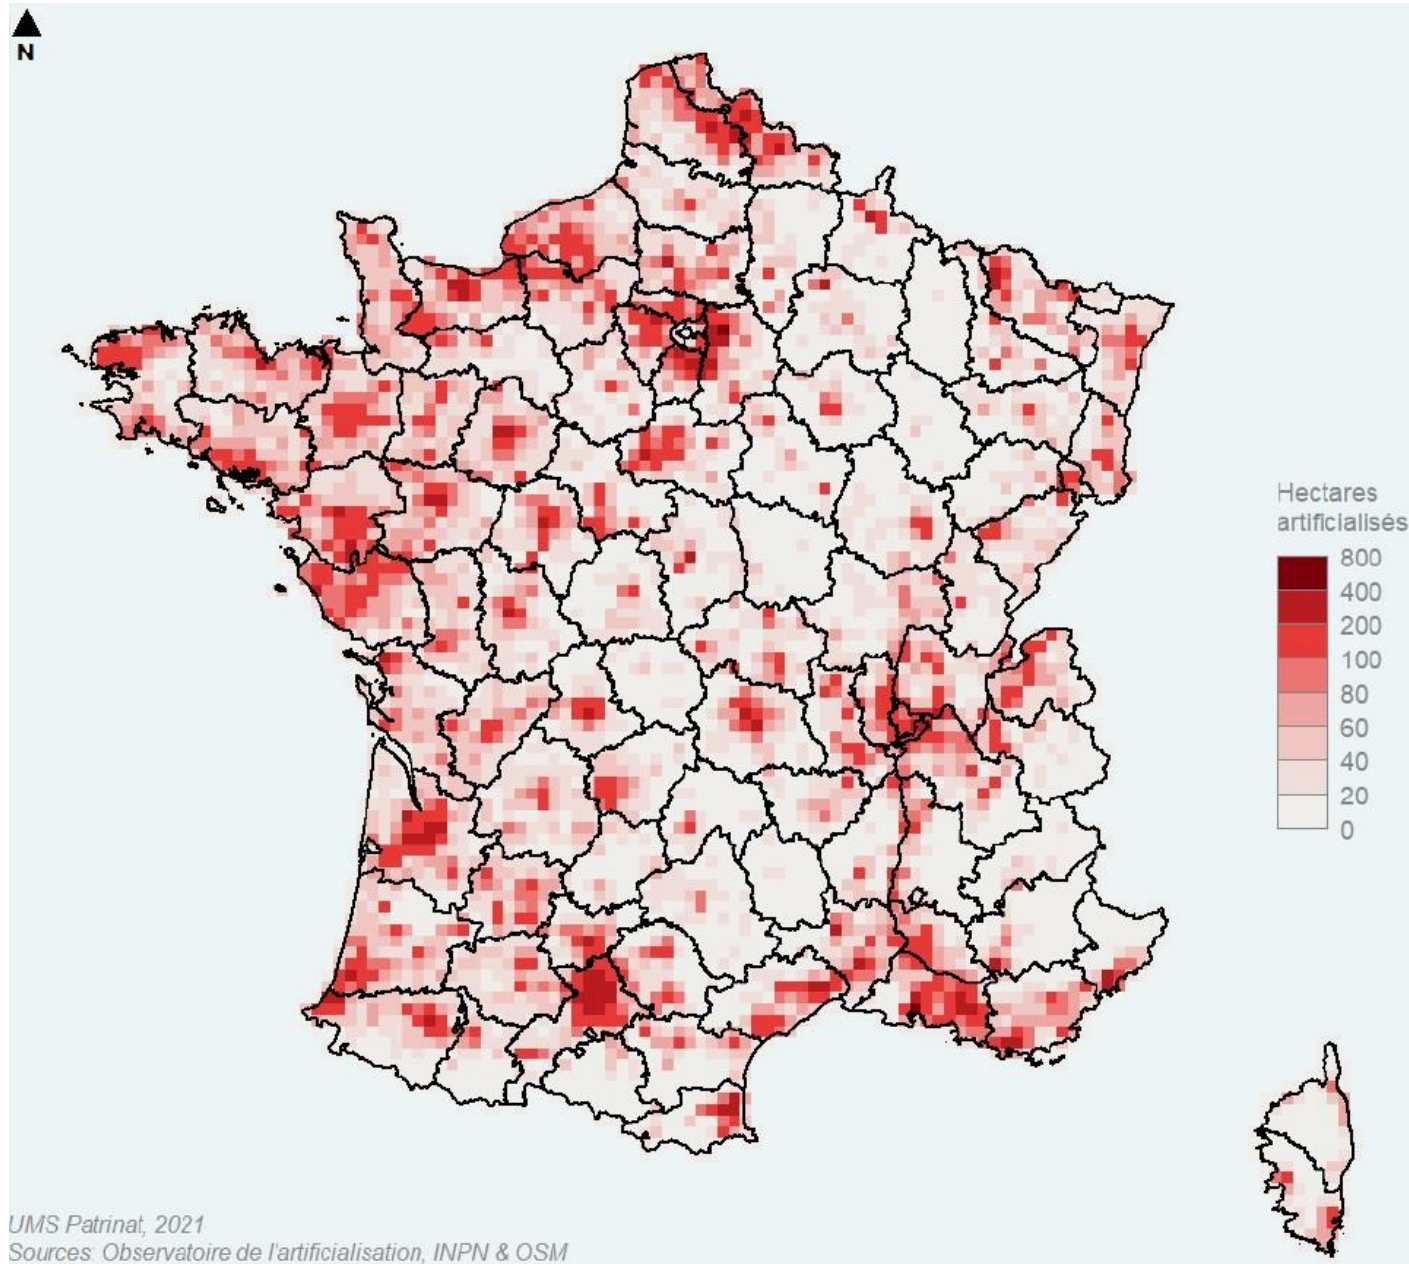 N
Hectares
artificialisés
800
400
200
100
80
60
40
20
0
UMS Patrinat, 2021
Sources: Observatoire de l'artificialisation, INPN & OSM